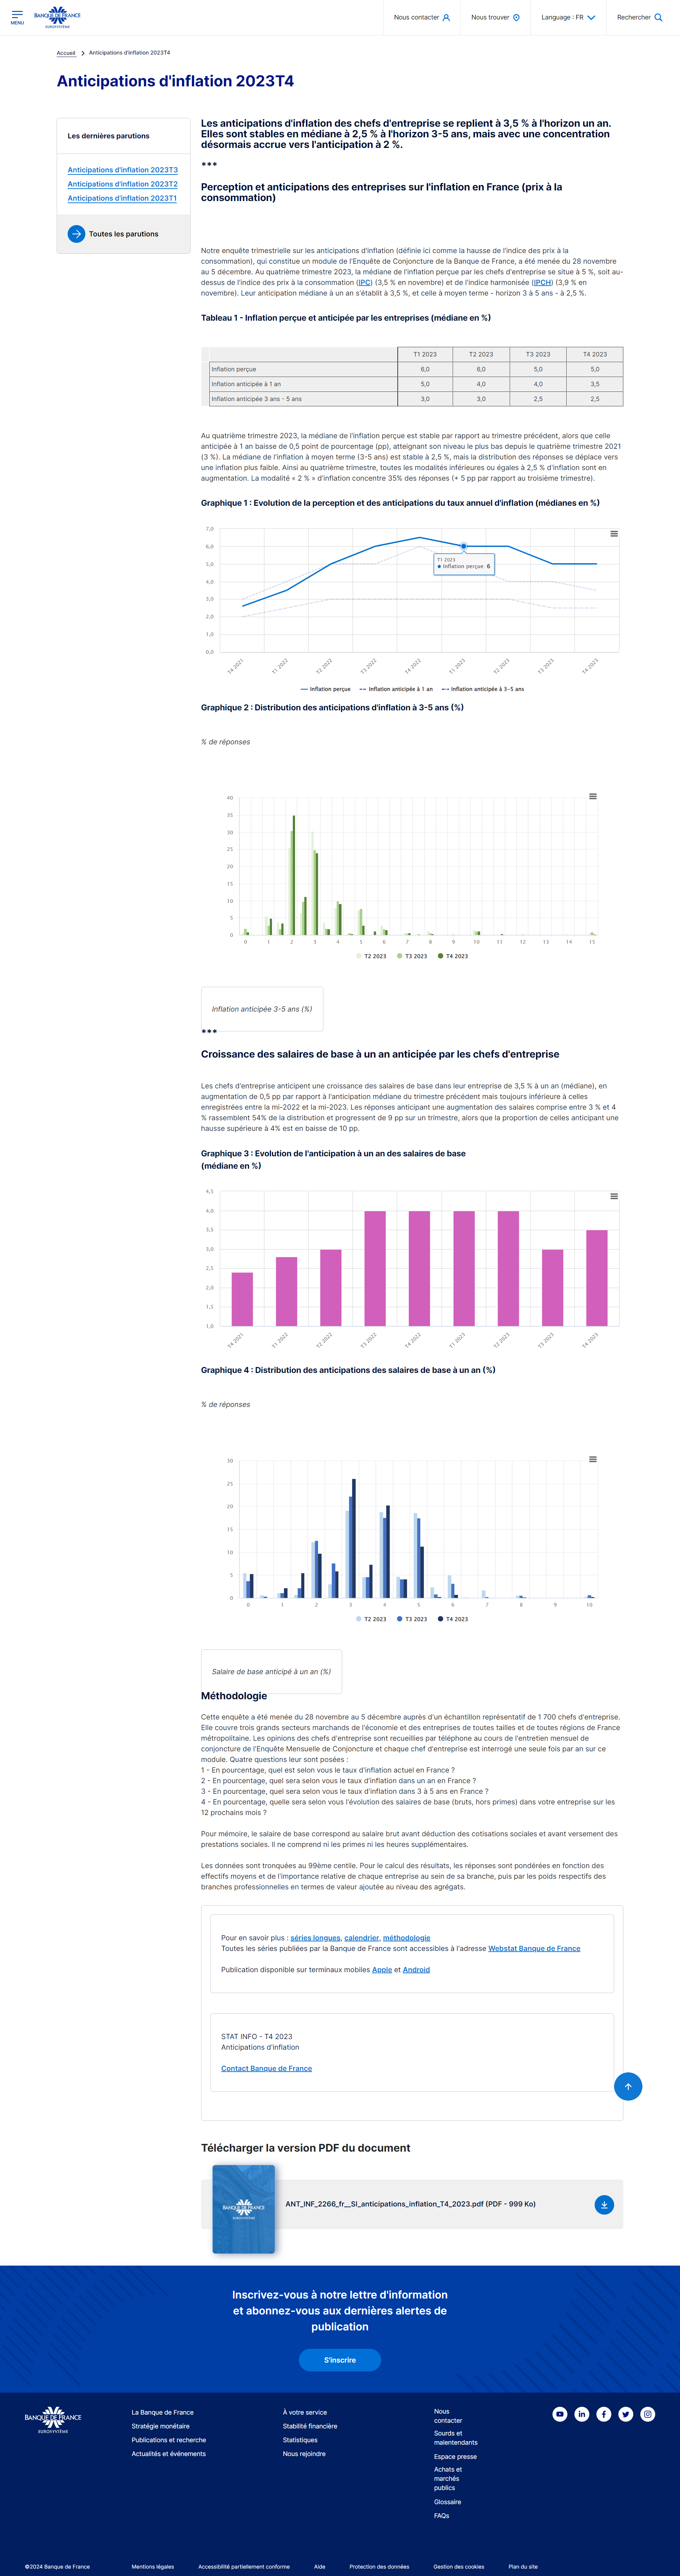 MENU
BANQUE DE FRANCE
EUROSYSTÈME
Nous contacter
Nous trouver
Language : FR
Rechercher
Accueil
Anticipations d'inflation 2023T4
Anticipations d'inflation 2023T4
Les dernières parutions
Anticipations d'inflation 2023T3
Anticipations d'inflation 2023T2
Anticipations d'inflation 2023T1
Toutes les parutions
Les anticipations d'inflation des chefs d'entreprise se replient à 3,5 % à l'horizon un an.
Elles sont stables en médiane à 2,5 % à l'horizon 3-5 ans, mais avec une concentration
désormais accrue vers l'anticipation à 2 %.
***
Perception et anticipations des entreprises sur l'inflation en France (prix à la
consommation)
Notre enquête trimestrielle sur les anticipations d'inflation (définie ici comme la hausse de l'indice des prix à la
consommation), qui constitue un module de l'Enquête de Conjoncture de la Banque de France, a été menée du 28 novembre
au 5 décembre. Au quatrième trimestre 2023, la médiane de l'inflation perçue par les chefs d'entreprise se situe à 5 %, soit au-
dessus de l'indice des prix à la consommation (IPC) (3,5 % en novembre) et de l'indice harmonisée (IPCH) (3,9 % en
novembre). Leur anticipation médiane à un an s'établit à 3,5 %, et celle à moyen terme - horizon 3 à 5 ans - à 2,5 %.
Tableau 1 - Inflation perçue et anticipée par les entreprises (médiane en %)
T1 2023 T2 2023 T3 2023 T4 2023
Inflation perçue 6,0 6,0 5,0 5,0
Inflation anticipée à 1 an 5,0 4,0 4,0 3,5
Inflation anticipée 3 ans - 5 ans 3,0 3,0 2,5 2,5
Au quatrième trimestre 2023, la médiane de l'inflation perçue est stable par rapport au trimestre précédent, alors que celle
anticipée à 1 an baisse de 0,5 point de pourcentage (pp), atteignant son niveau le plus bas depuis le quatrième trimestre 2021
(3 %). La médiane de l'inflation à moyen terme (3-5 ans) est stable à 2,5 %, mais la distribution des réponses se déplace vers
une inflation plus faible. Ainsi au quatrième trimestre, toutes les modalités inférieures ou égales à 2,5 % d'inflation sont en
augmentation. La modalité « 2 % » d'inflation concentre 35% des réponses (+ 5 pp par rapport au troisième trimestre).
Graphique 1 : Evolution de la perception et des anticipations du taux annuel d'inflation (médianes en %)
7,0
6,0
5,0
4,0
3,0
2,0
1,0
0,0
T1 2023
Inflation perçue: 6
T4 2021 T1 2022 T2 2022 T3 2022 T4 2022 T1 2023 T2 2023 T3 2023 T4 2023
Inflation perçue Inflation anticipée à 1 an Inflation anticipée à 3-5 ans
Graphique 2 : Distribution des anticipations d'inflation à 3-5 ans (%)
% de réponses
40
35
30
25
20
15
10
5
0
0 1 2 3 4 5 6 7 8 9 10 11 12 13 14 15
T2 2023 T3 2023 T4 2023
Inflation anticipée 3-5 ans (%)
***
Croissance des salaires de base à un an anticipée par les chefs d'entreprise
Les chefs d'entreprise anticipent une croissance des salaires de base dans leur entreprise de 3,5 % à un an (médiane), en
augmentation de 0,5 pp par rapport à l'anticipation médiane du trimestre précédent mais toujours inférieure à celles
enregistrées entre la mi-2022 et la mi-2023. Les réponses anticipant une augmentation des salaires comprise entre 3 % et 4
% rassemblent 54% de la distribution et progressent de 9 pp sur un trimestre, alors que la proportion de celles anticipant une
hausse supérieure à 4% est en baisse de 10 pp.
Graphique 3 : Evolution de l'anticipation à un an des salaires de base
(médiane en %)
4,5
4,0
3,5
3,0
2,5
2,0
1,5
1,0
T4 2021 T1 2022 T2 2022 T3 2022 T4 2022 T1 2023 T2 2023 T3 2023 T4 2023
Graphique 4 : Distribution des anticipations des salaires de base à un an (%)
% de réponses
30
25
20
15
10
5
0
0 1 2 3 4 5 6 7 8 9 10
T2 2023 T3 2023 T4 2023
Salaire de base anticipé à un an (%)
Méthodologie
Cette enquête a été menée du 28 novembre au 5 décembre auprès d'un échantillon représentatif de 1 700 chefs d'entreprise.
Elle couvre trois grands secteurs marchands de l'économie et des entreprises de toutes tailles et de toutes régions de France
métropolitaine. Les opinions des chefs d'entreprise sont recueillies par téléphone au cours de l'entretien mensuel de
conjoncture de l'Enquête Mensuelle de Conjoncture et chaque chef d'entreprise est interrogé une seule fois par an sur ce
module. Quatre questions leur sont posées :
1 - En pourcentage, quel est selon vous le taux d'inflation actuel en France ?
2 - En pourcentage, quel sera selon vous le taux d'inflation dans un an en France ?
3 - En pourcentage, quel sera selon vous le taux d'inflation dans 3 à 5 ans en France ?
4 - En pourcentage, quelle sera selon vous l'évolution des salaires de base (bruts, hors primes) dans votre entreprise sur les
12 prochains mois ?
Pour mémoire, le salaire de base correspond au salaire brut avant déduction des cotisations sociales et avant versement des
prestations sociales. Il ne comprend ni les primes ni les heures supplémentaires.
Les données sont tronquées au 99ème centile. Pour le calcul des résultats, les réponses sont pondérées en fonction des
effectifs moyens et de l'importance relative de chaque entreprise au sein de sa branche, puis par les poids respectifs des
branches professionnelles en termes de valeur ajoutée au niveau des agrégats.
Pour en savoir plus : séries longues, calendrier, méthodologie
Toutes les séries publiées par la Banque de France sont accessibles à l'adresse Webstat Banque de France
Publication disponible sur terminaux mobiles Apple et Android
STAT INFO - T4 2023
Anticipations d'inflation
Contact Banque de France
Télécharger la version PDF du document
BANQUE DE FRANCE
EUROSYSTÈME
ANT_INF_2266_fr__SI_anticipations_inflation_T4_2023.pdf (PDF - 999 Ko)
Inscrivez-vous à notre lettre d'information
et abonnez-vous aux dernières alertes de
publication
S'inscrire
BANQUE DE FRANCE
EUROSYSTÈME
La Banque de France
Stratégie monétaire
Publications et recherche
Actualités et événements
À votre service
Stabilité financière
Statistiques
Nous rejoindre
Nous
contacter
Sourds et
malentendants
Espace presse
Achats et
marchés
publics
Glossaire
FAQs
©2024 Banque de France
Mentions légales
Accessibilité partiellement conforme
Aide
Protection des données
Gestion des cookies
Plan du site